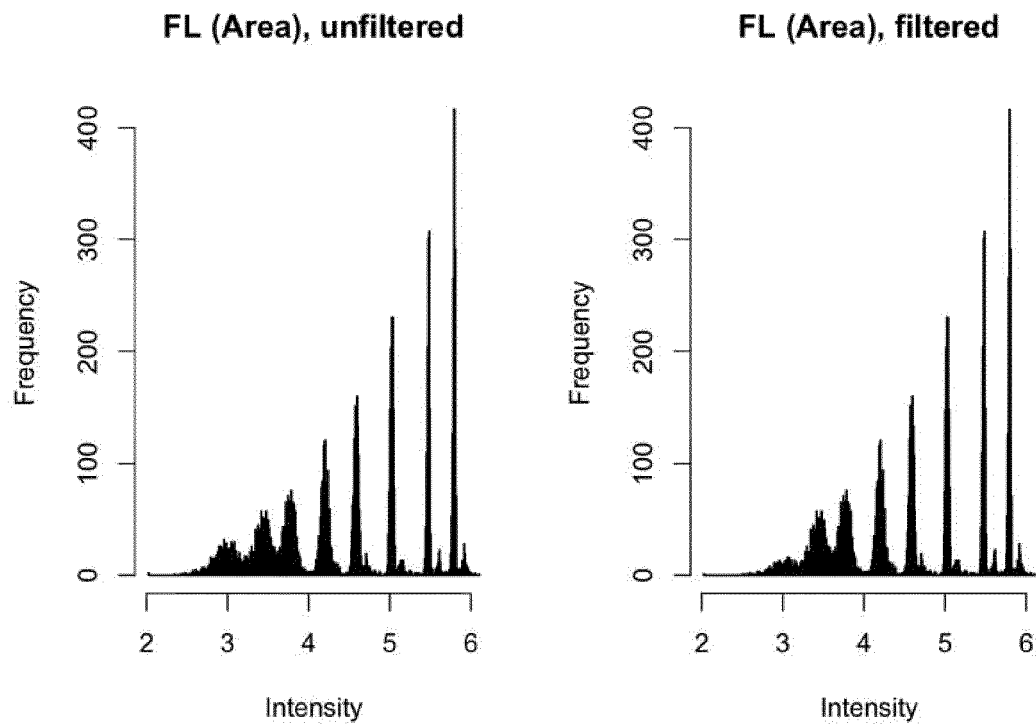 FL (Area), unfiltered
Frequency
400
300
200
100
0
2 3 4 5 6
Intensity
FL (Area), filtered
Frequency
400
300
200
100
0
2 3 4 5 6
Intensity